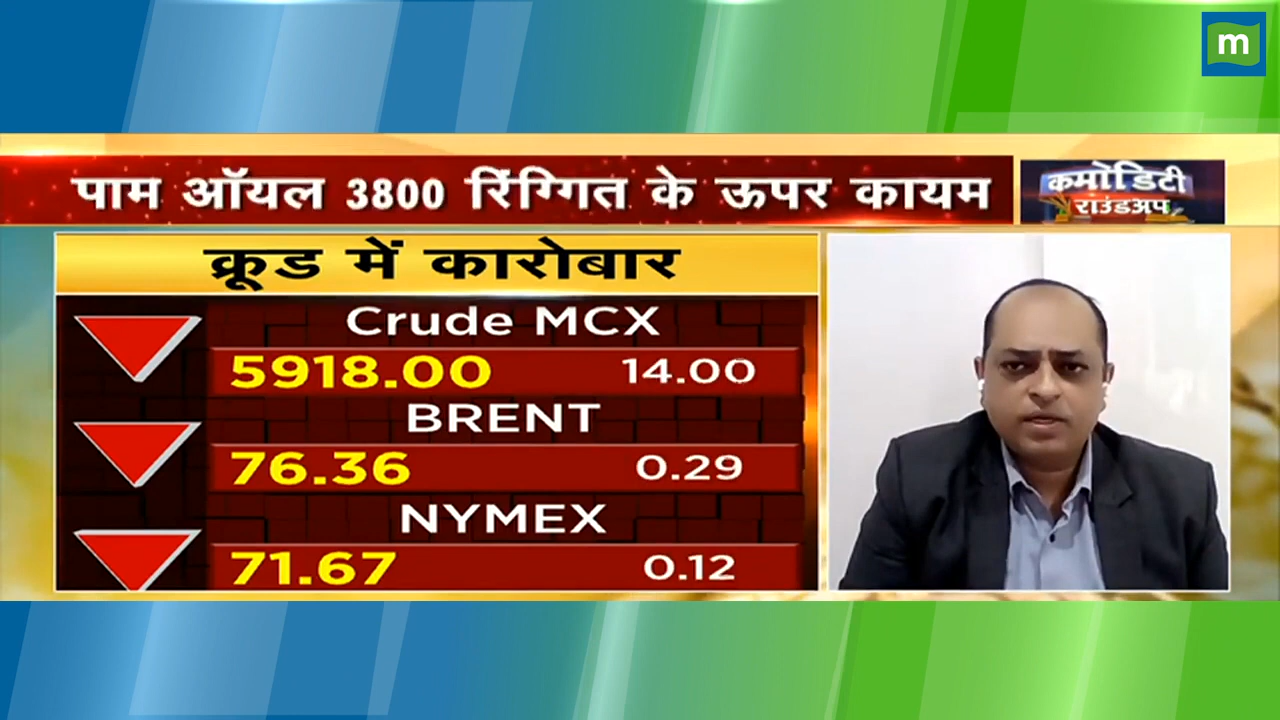 m
पाम ऑयल 3800 रिंग्गित के ऊपर कायम
कमोडिटी
राउंडअप
क्रूड में कारोबार
Crude MCX
5918.00 14.00
BRENT
76.36 0.29
NYMEX
71.67 0.12